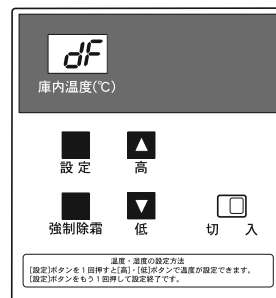 dF
庫内温度(℃)
設定
高
強制除霜
低
切 入
温度・湿度の設定方法
[設定]ボタンを1回押すと[高]・[低]ボタンで温度が設定できます。
[設定]ボタンをもう1回押して設定終了です。